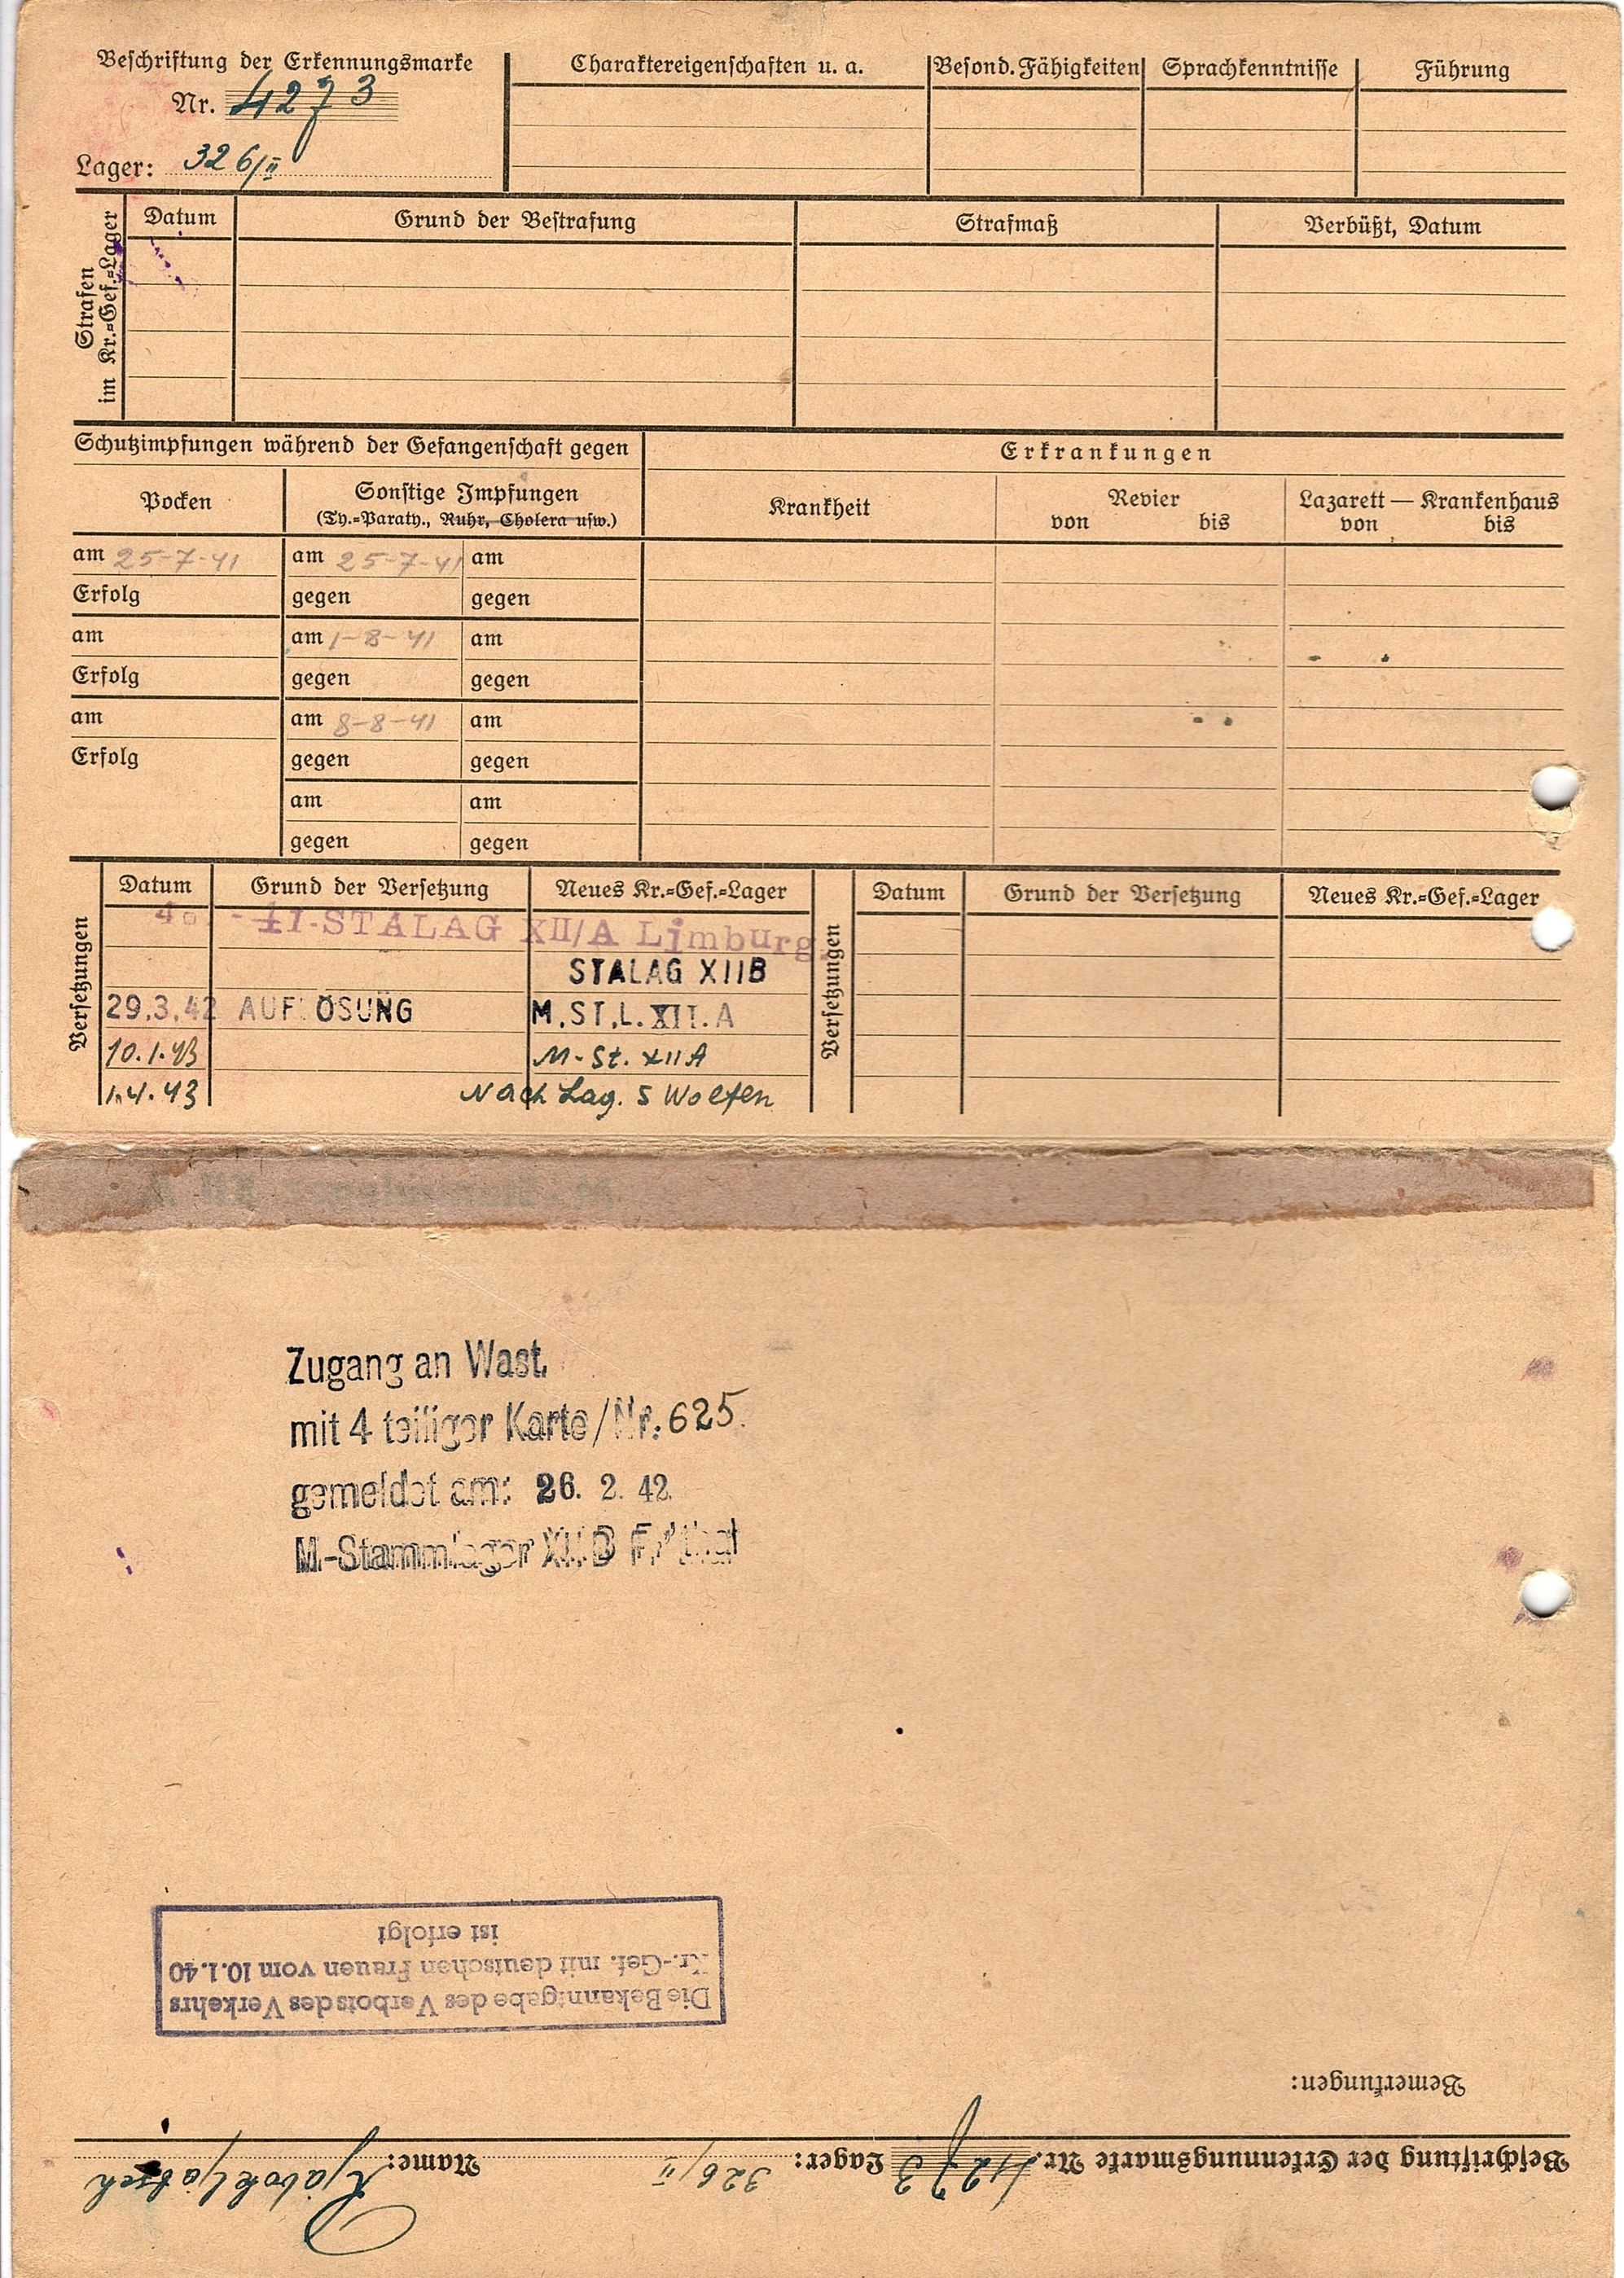 Beschriftung der Erkennungsmarke
Nr. 4273
Lager: 326/II
Charaktereigenschaften u. a.
Besond. Fähigkeiten
Sprachkenntnisse
Führung
Strafen
im Kr.=Gef.=Lager
Datum
Grund der Bestrafung
Strafmaß
Verbüßt, Datum
Schutzimpfungen während der Gefangenschaft gegen
Erkrankungen
Pocken
Sonstige Impfungen
(Ty.=Paraty., Ruhr, Cholera usw.)
Krankheit
Revier
von bis
Lazarett — Krankenhaus
von bis
am 25-7-41 am 25-7-41 am
Erfolg gegen gegen
am am 1-8-41 am
Erfolg gegen gegen
am am 8-8-41 am
Erfolg gegen gegen
am am
gegen gegen
Versetzungen
Datum Grund der Versetzung Neues Kr.=Gef.=Lager
Versetzungen
Datum Grund der Versetzung Neues Kr.=Gef.=Lager
41-STALAG XII/A Limburg
STALAG XIIB
29.3.42 AUFLÖSUNG M.ST.L. XII.A
10.1.43 M-St. XIIA
1.4.43 Nach Lag. 5 Wolfen
Zugang an Wast.
mit 4 teiliger Karte/Nr. 625.
gemeldet am: 26. 2. 42.
M-Stammlager XII B Fr'thal
Beschriftung der Erkennungsmarke Nr. 4273 Lager: 326/II Name:
Bemerkungen:
Die Bekanntgabe des Verbots des Verkehrs
Kr.-Gef. mit deutschen Frauen vom 10.1.40
ist erfolgt